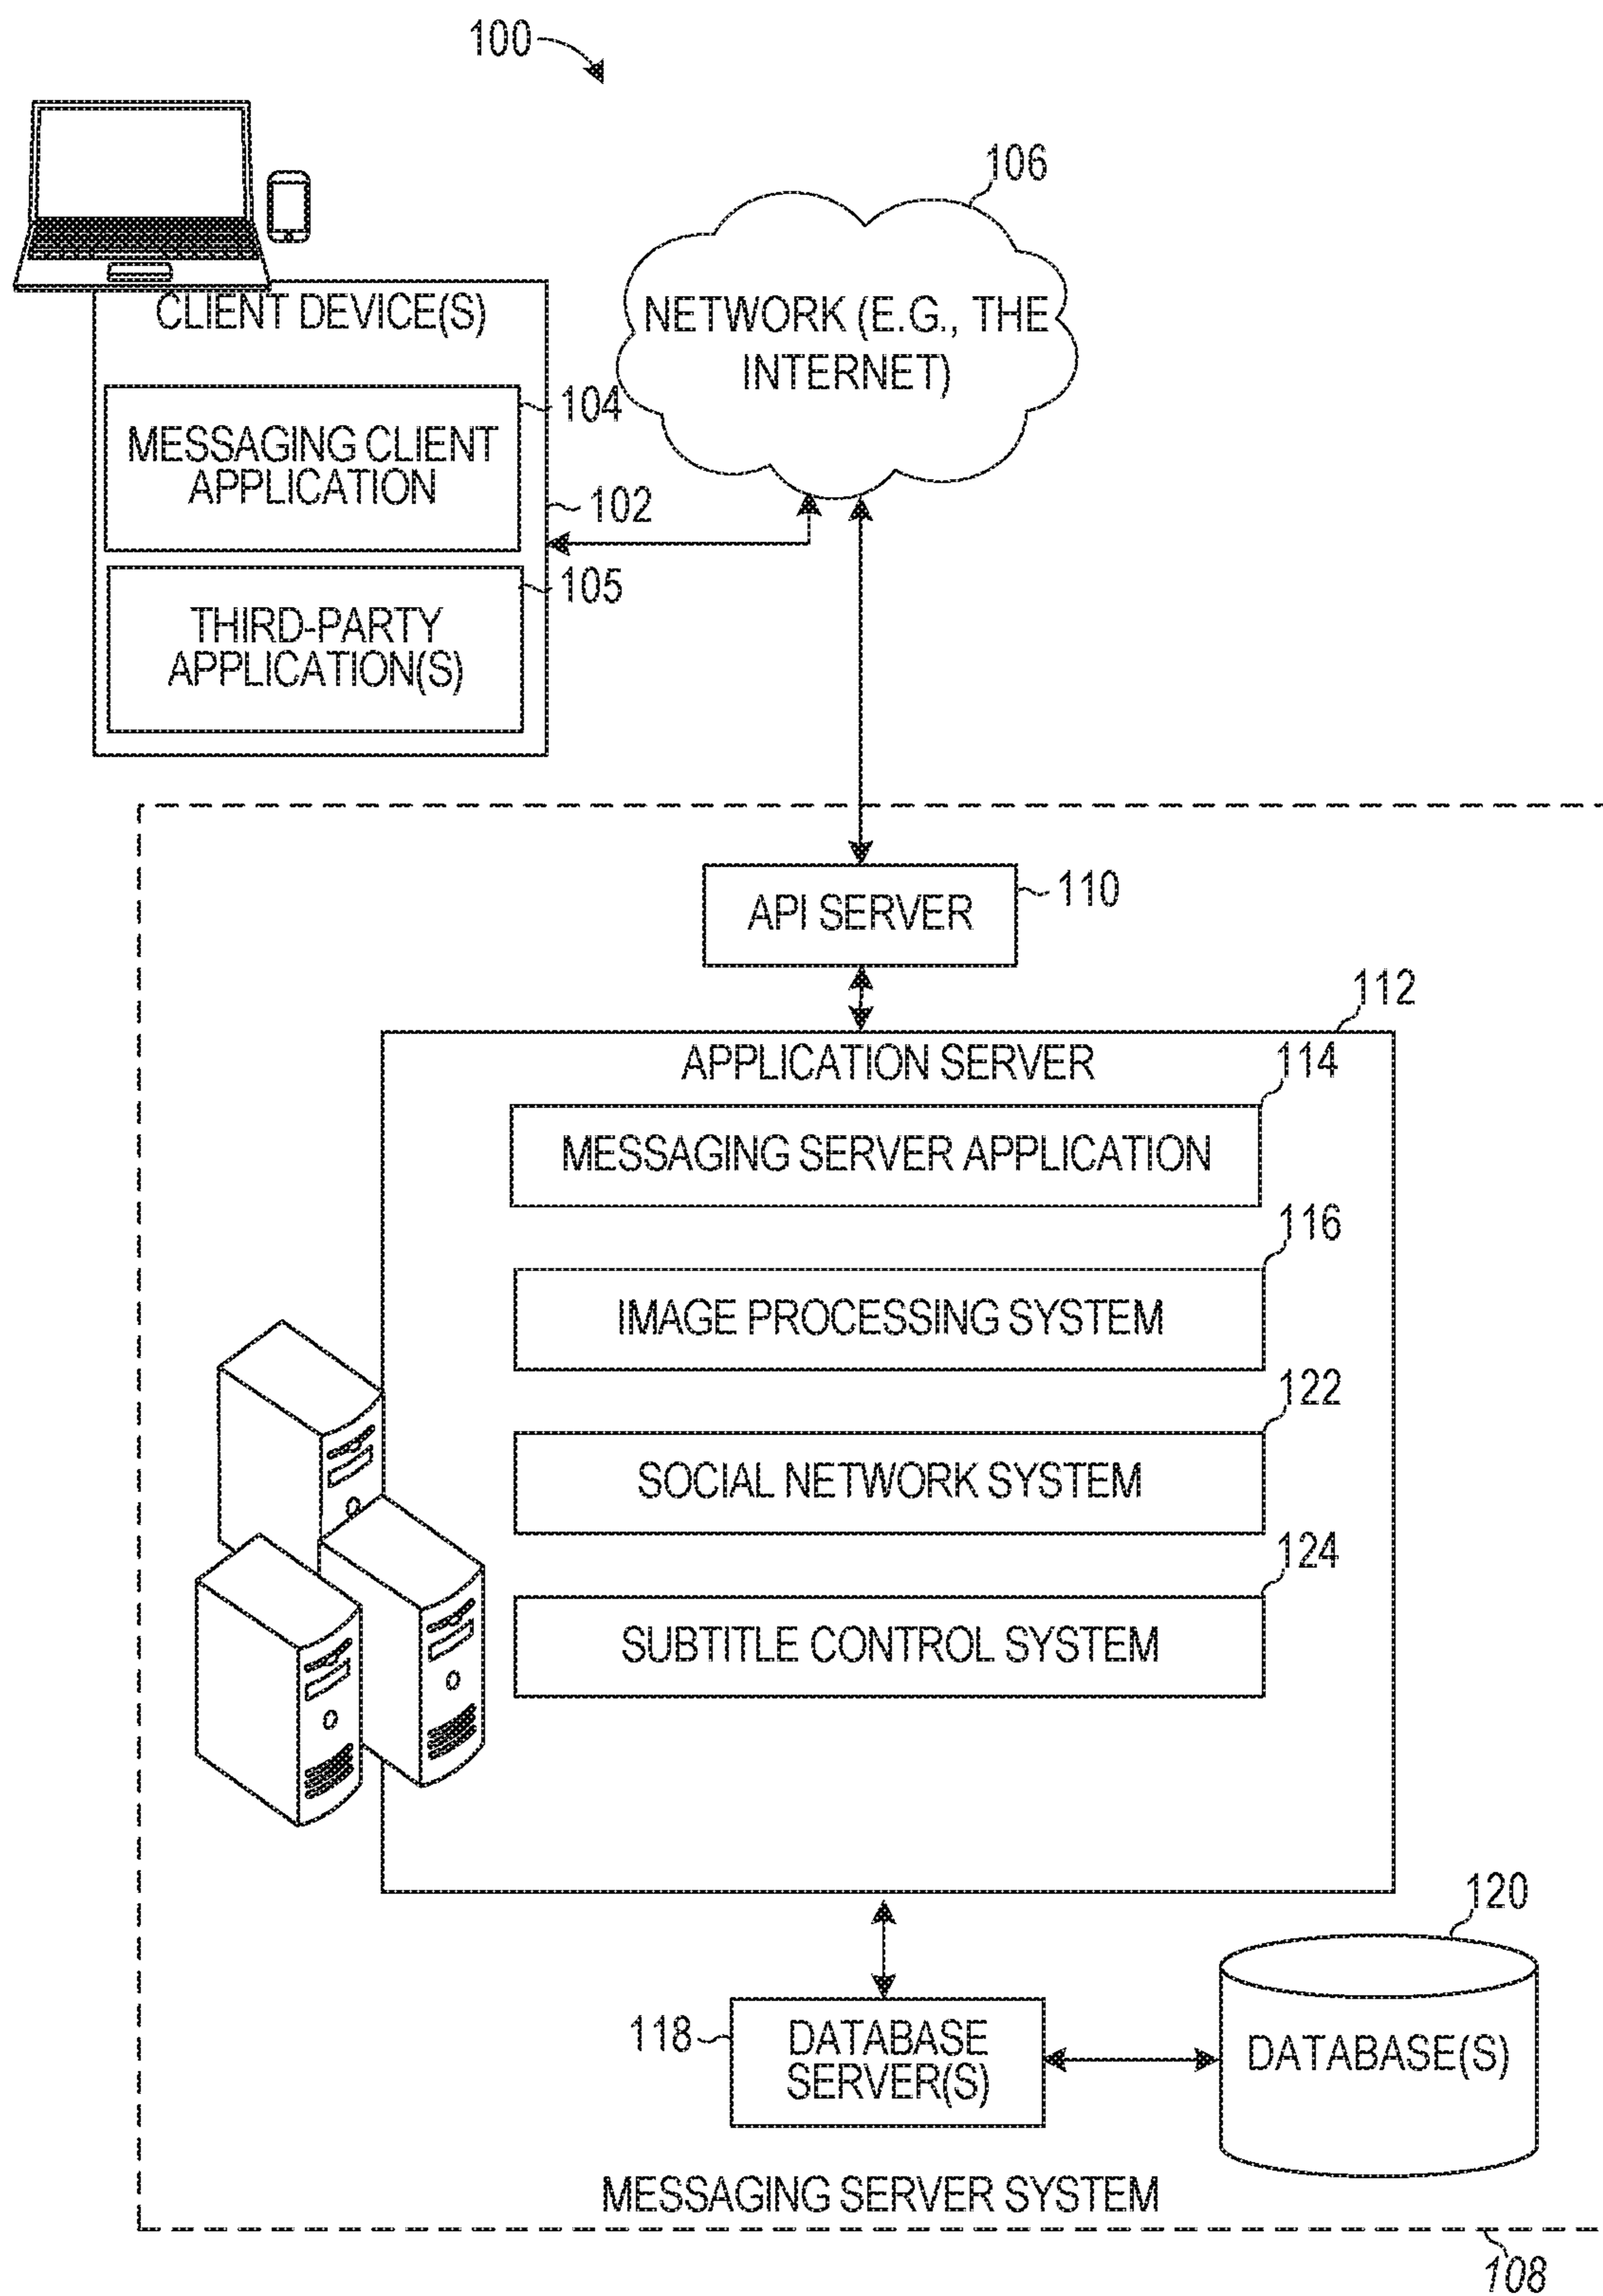 100
106
CLIENT DEVICE(S)
NETWORK (E.G., THE
INTERNET)
104
MESSAGING CLIENT
APPLICATION
102
105
THIRD-PARTY
APPLICATION(S)
API SERVER
110
112
APPLICATION SERVER
114
MESSAGING SERVER APPLICATION
116
IMAGE PROCESSING SYSTEM
122
SOCIAL NETWORK SYSTEM
124
SUBTITLE CONTROL SYSTEM
120
118
DATABASE
SERVER(S)
DATABASE(S)
MESSAGING SERVER SYSTEM
108